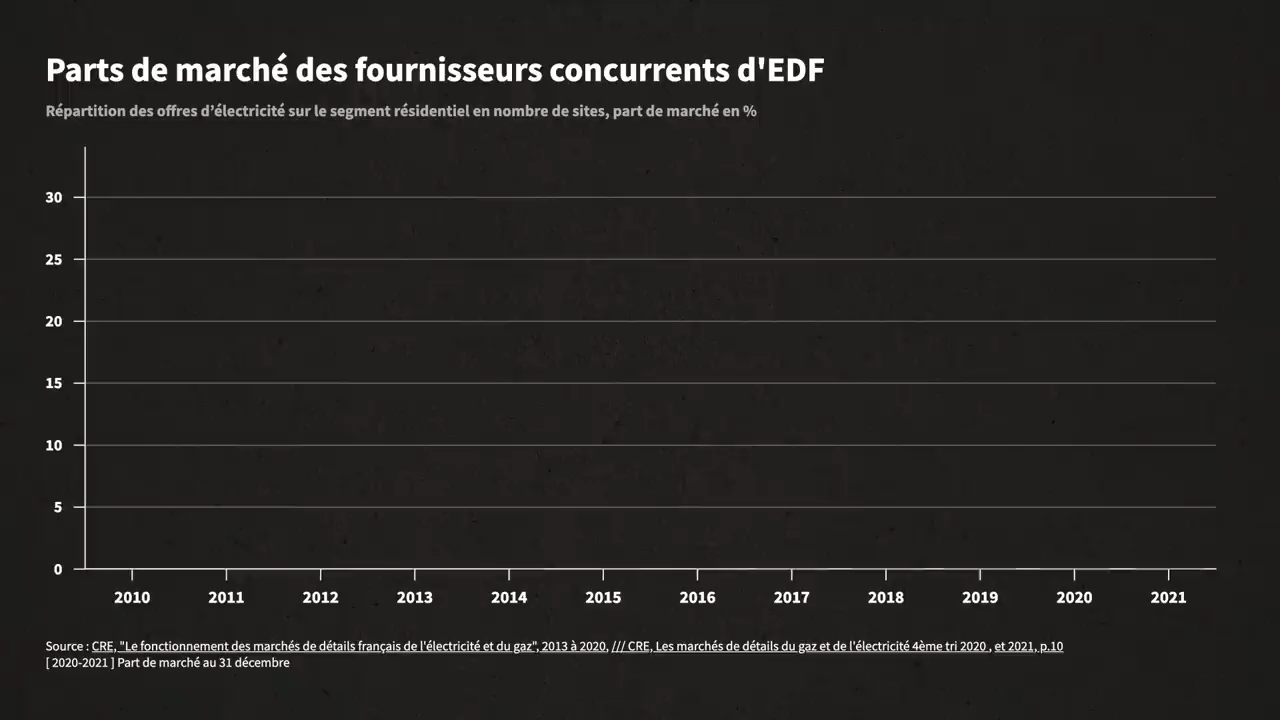 Parts de marché des fournisseurs concurrents d'EDF
Répartition des offres d’électricité sur le segment résidentiel en nombre de sites, part de marché en %
30
25
20
15
10
5
0
2010 2011 2012 2013 2014 2015 2016 2017 2018 2019 2020 2021
Source : CRE, "Le fonctionnement des marchés de détails français de l'électricité et du gaz", 2013 à 2020, /// CRE, Les marchés de détails du gaz et de l'électricité 4ème tri 2020 , et 2021, p.10
[ 2020-2021 ] Part de marché au 31 décembre